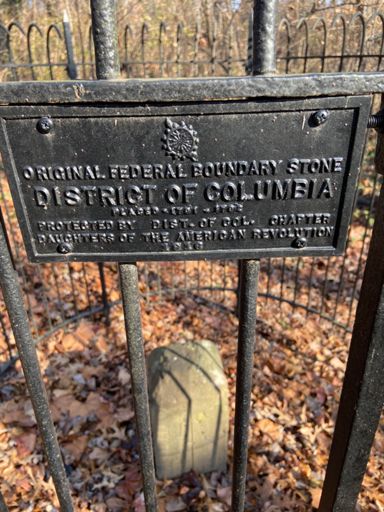 ORIGINAL FEDERAL BOUNDARY STONE
DISTRICT OF COLUMBIA
PLACED 1791-1792
PROTECTED BY DIST. OF COL. CHAPTER
DAUGHTERS OF THE AMERICAN REVOLUTION